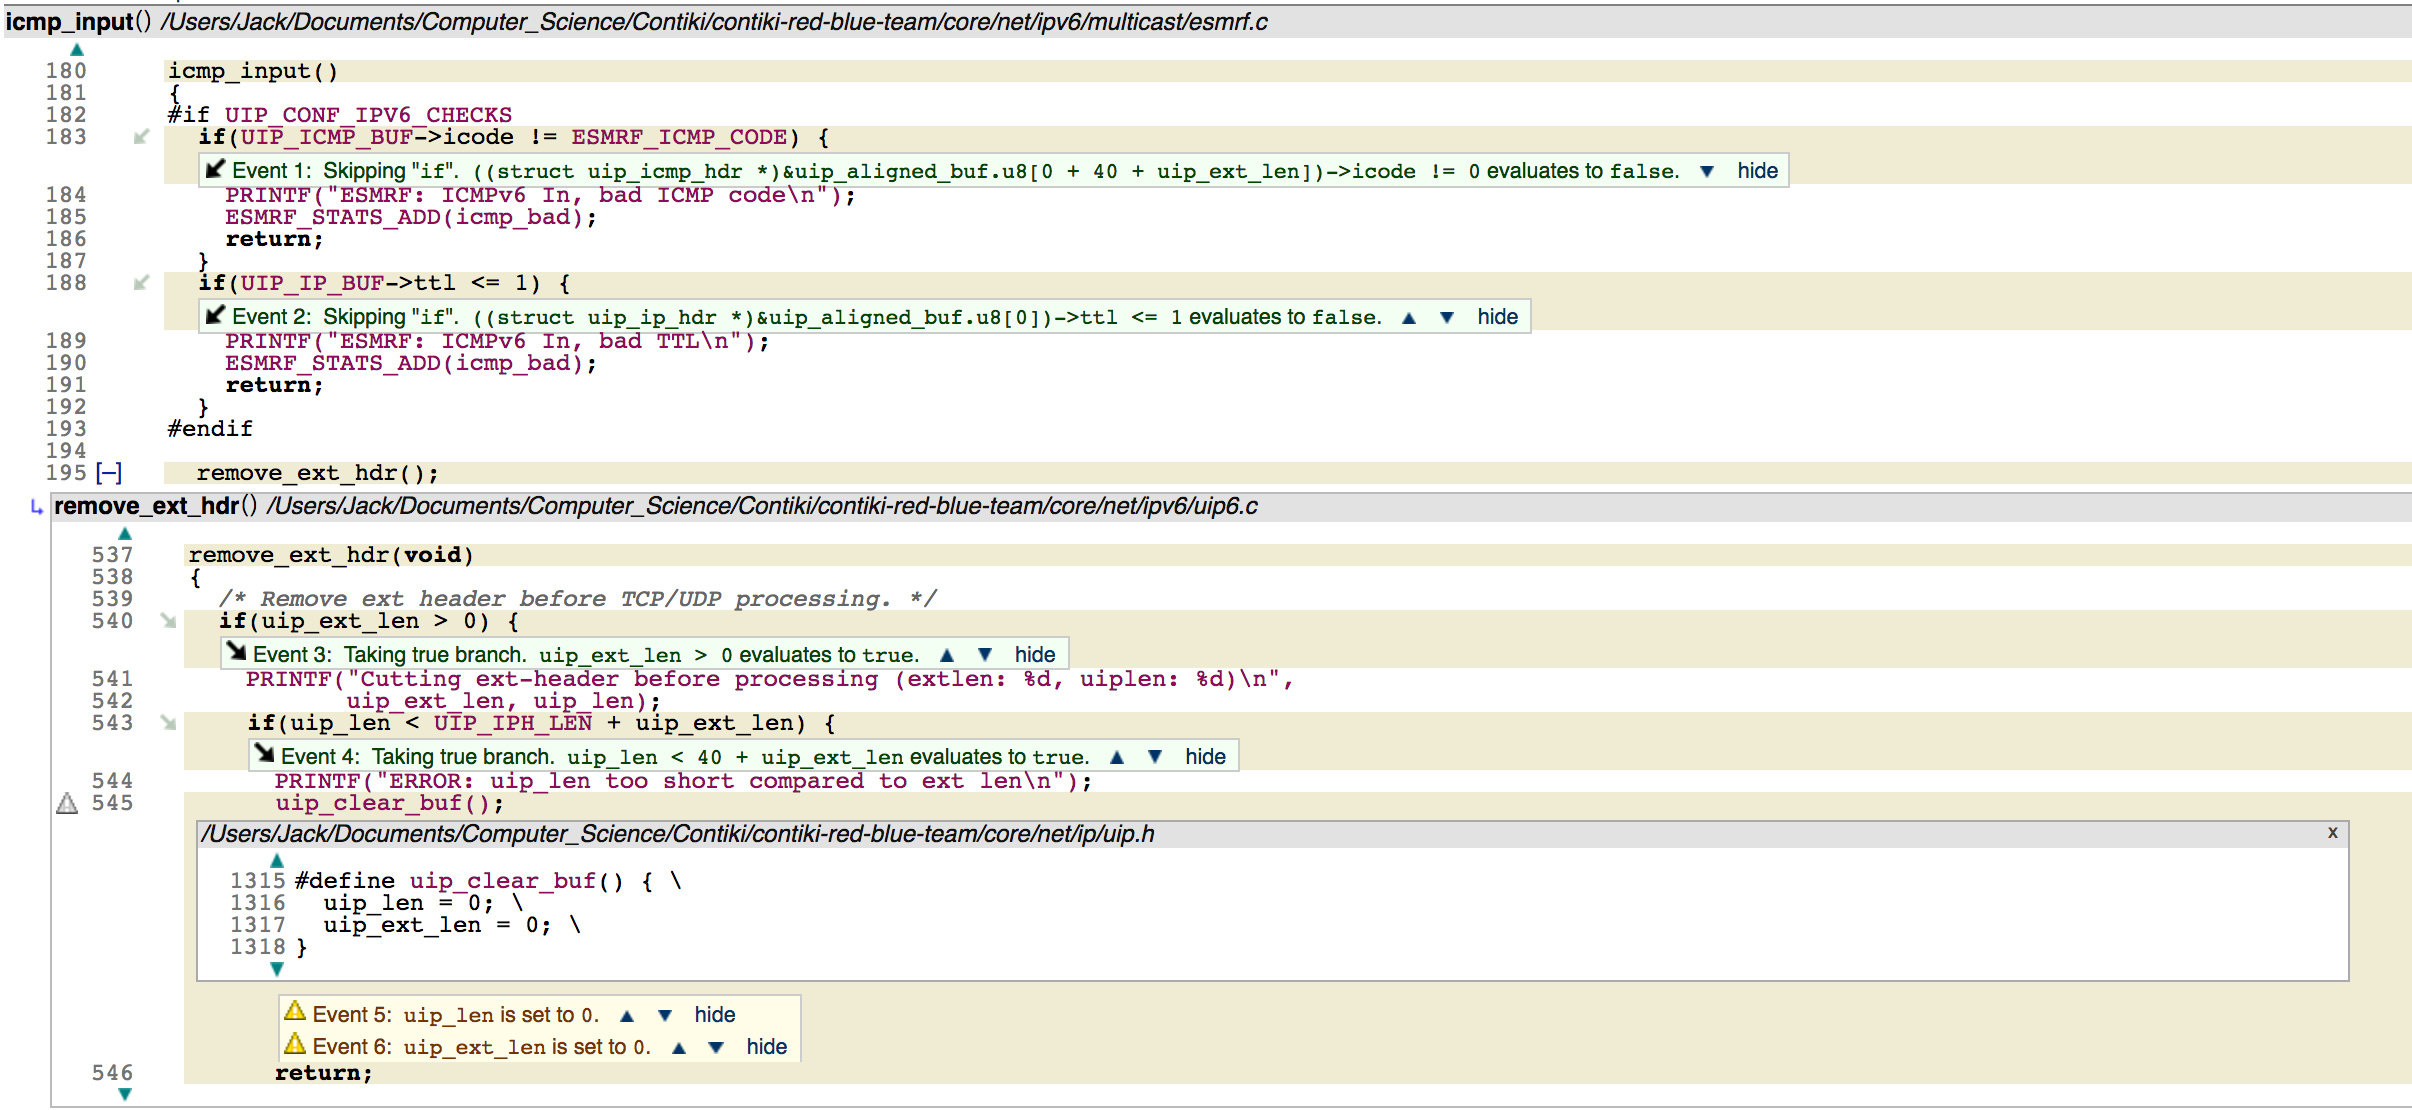 icmp_input() /Users/Jack/Documents/Computer_Science/Contiki/contiki-red-blue-team/core/net/ipv6/multicast/esmrf.c
180 icmp_input()
181 {
182 #if UIP_CONF_IPV6_CHECKS
183 if(UIP_ICMP_BUF->icode != ESMRF_ICMP_CODE) {
Event 1: Skipping "if". ((struct uip_icmp_hdr *)&uip_aligned_buf.u8[0 + 40 + uip_ext_len])->icode != 0 evaluates to false. ▼ hide
184 PRINTF("ESMRF: ICMPv6 In, bad ICMP code\n");
185 ESMRF_STATS_ADD(icmp_bad);
186 return;
187 }
188 if(UIP_IP_BUF->ttl <= 1) {
Event 2: Skipping "if". ((struct uip_ip_hdr *)&uip_aligned_buf.u8[0])->ttl <= 1 evaluates to false. ▲ ▼ hide
189 PRINTF("ESMRF: ICMPv6 In, bad TTL\n");
190 ESMRF_STATS_ADD(icmp_bad);
191 return;
192 }
193 #endif
194
195 [−] remove_ext_hdr();
remove_ext_hdr() /Users/Jack/Documents/Computer_Science/Contiki/contiki-red-blue-team/core/net/ipv6/uip6.c
537 remove_ext_hdr(void)
538 {
539 /* Remove ext header before TCP/UDP processing. */
540 if(uip_ext_len > 0) {
Event 3: Taking true branch. uip_ext_len > 0 evaluates to true. ▲ ▼ hide
541 PRINTF("Cutting ext-header before processing (extlen: %d, uiplen: %d)\n",
542 uip_ext_len, uip_len);
543 if(uip_len < UIP_IPH_LEN + uip_ext_len) {
Event 4: Taking true branch. uip_len < 40 + uip_ext_len evaluates to true. ▲ ▼ hide
544 PRINTF("ERROR: uip_len too short compared to ext len\n");
545 uip_clear_buf();
/Users/Jack/Documents/Computer_Science/Contiki/contiki-red-blue-team/core/net/ip/uip.h x
1315 #define uip_clear_buf() { \
1316 uip_len = 0; \
1317 uip_ext_len = 0; \
1318 }
Event 5: uip_len is set to 0. ▲ ▼ hide
Event 6: uip_ext_len is set to 0. ▲ ▼ hide
546 return;